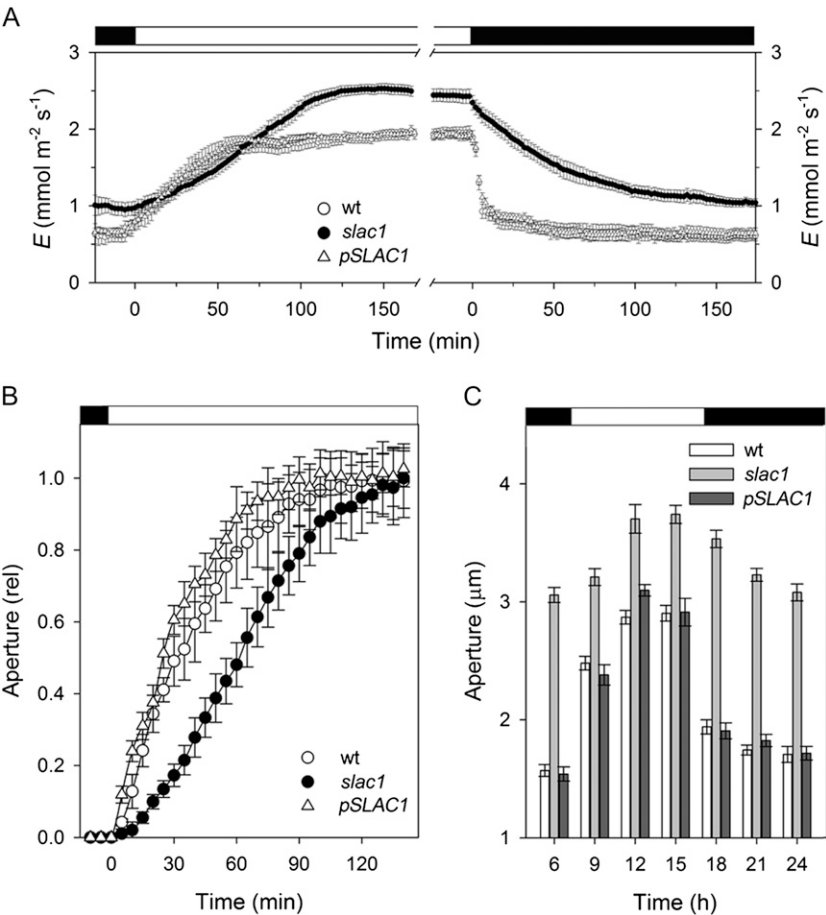 A
3
2
1
0
E (mmol m⁻² s⁻¹)
wt
slac1
pSLAC1
0 50 100 150 0 50 100 150
3
2
1
0
E (mmol m⁻² s⁻¹)
Time (min)
B
1.0
0.8
0.6
0.4
0.2
0.0
Aperture (rel)
wt
slac1
pSLAC1
0 30 60 90 120
Time (min)
C
wt
slac1
pSLAC1
4
3
2
1
Aperture (μm)
6 9 12 15 18 21 24
Time (h)